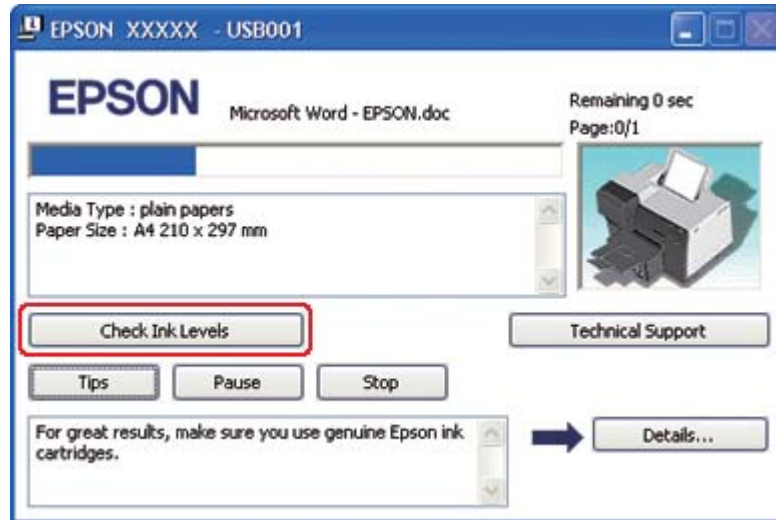 EPSON XXXXX - USB001
EPSON
Microsoft Word - EPSON.doc
Remaining 0 sec
Page:0/1
Media Type : plain papers
Paper Size : A4 210 x 297 mm
Check Ink Levels
Technical Support
Tips
Pause
Stop
For great results, make sure you use genuine Epson ink
cartridges.
Details...